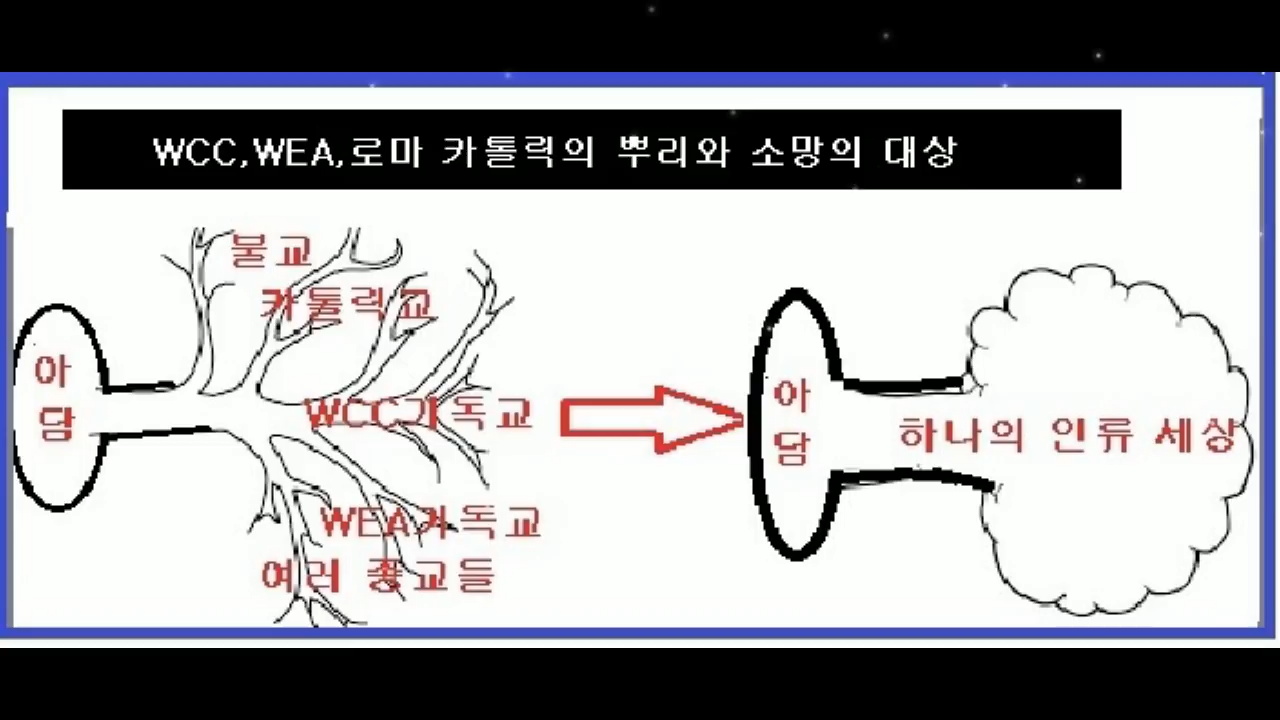 WCC,WEA,로마 카톨릭의 뿌리와 소망의 대상
불교
카톨릭교
아담
WCC기독교
WEA기독교
여러 종교들
아담
하나의 인류 세상